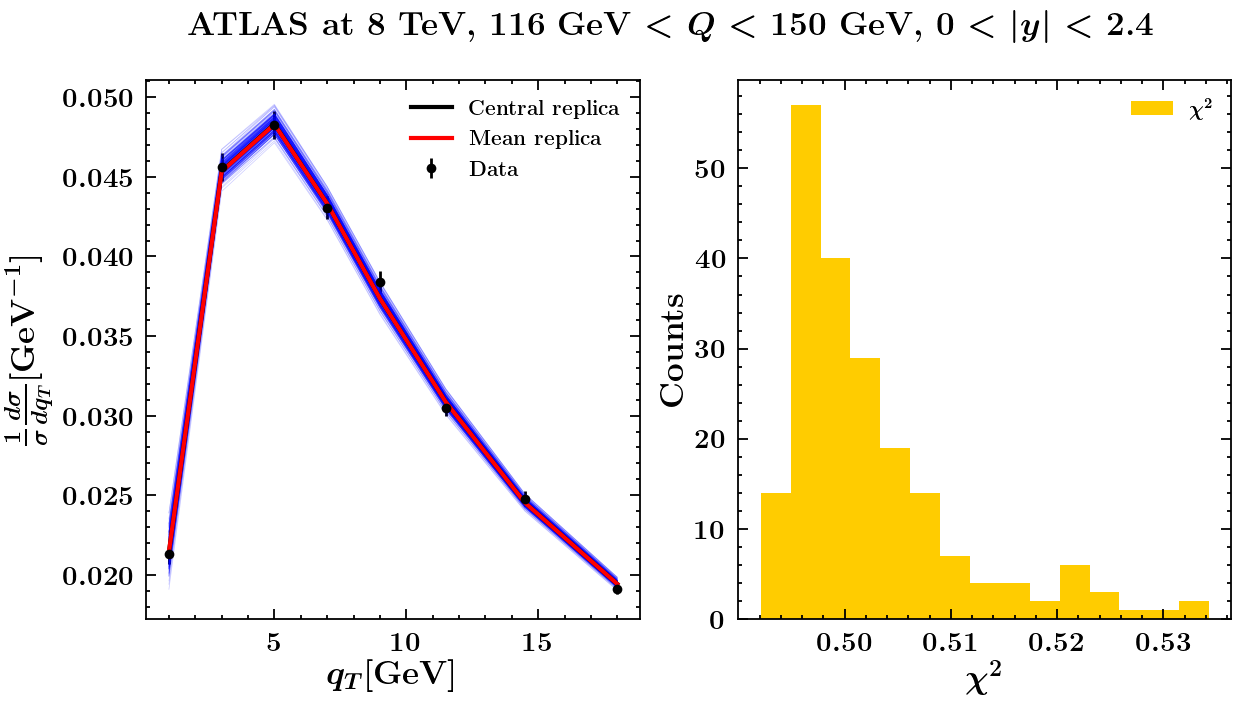 ATLAS at 8 TeV, 116 GeV < Q < 150 GeV, 0 < |y| < 2.4
0.050
0.045
0.040
0.035
0.030
0.025
0.020
5 10 15
q_T[GeV]
\frac{1}{σ} \frac{dσ}{dq_T}[GeV⁻¹]
Central replica
Mean replica
Data
50
40
30
20
10
0
0.50 0.51 0.52 0.53
χ²
Counts
χ²